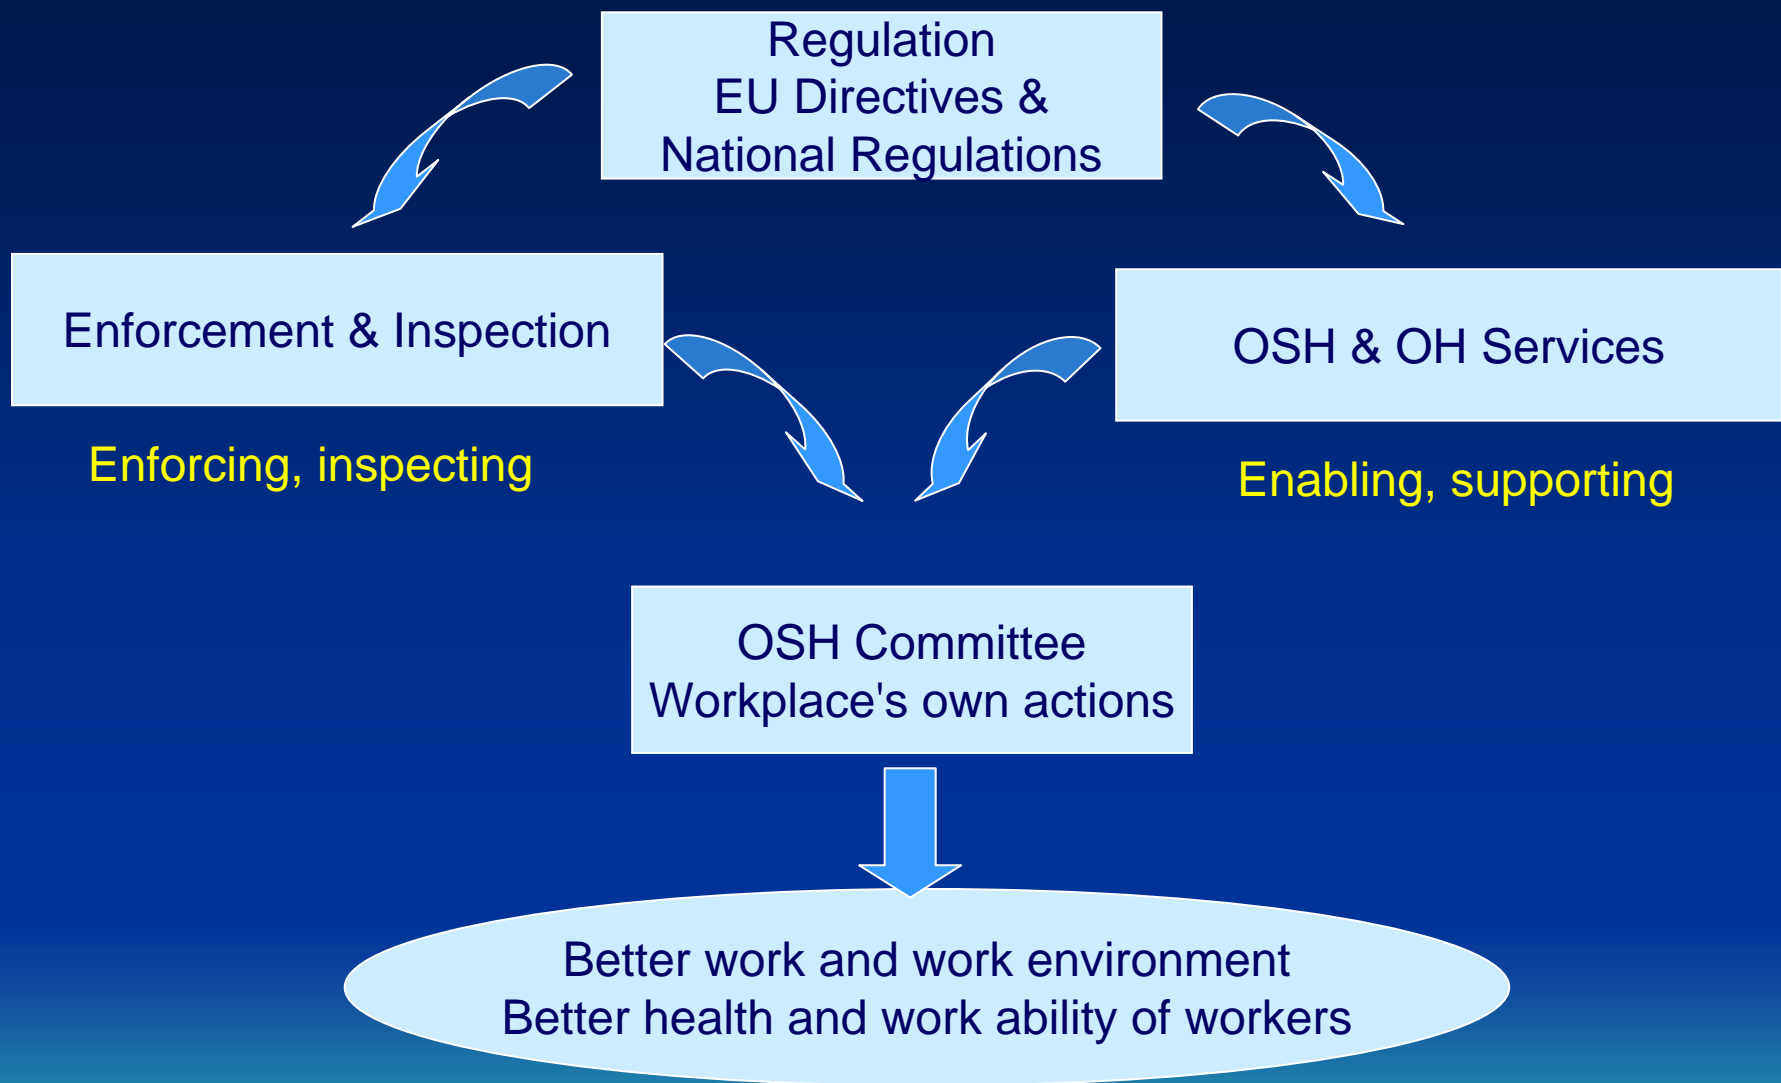 Regulation
EU Directives &
National Regulations
Enforcement & Inspection
OSH & OH Services
Enforcing, inspecting
Enabling, supporting
OSH Committee
Workplace's own actions
Better work and work environment
Better health and work ability of workers